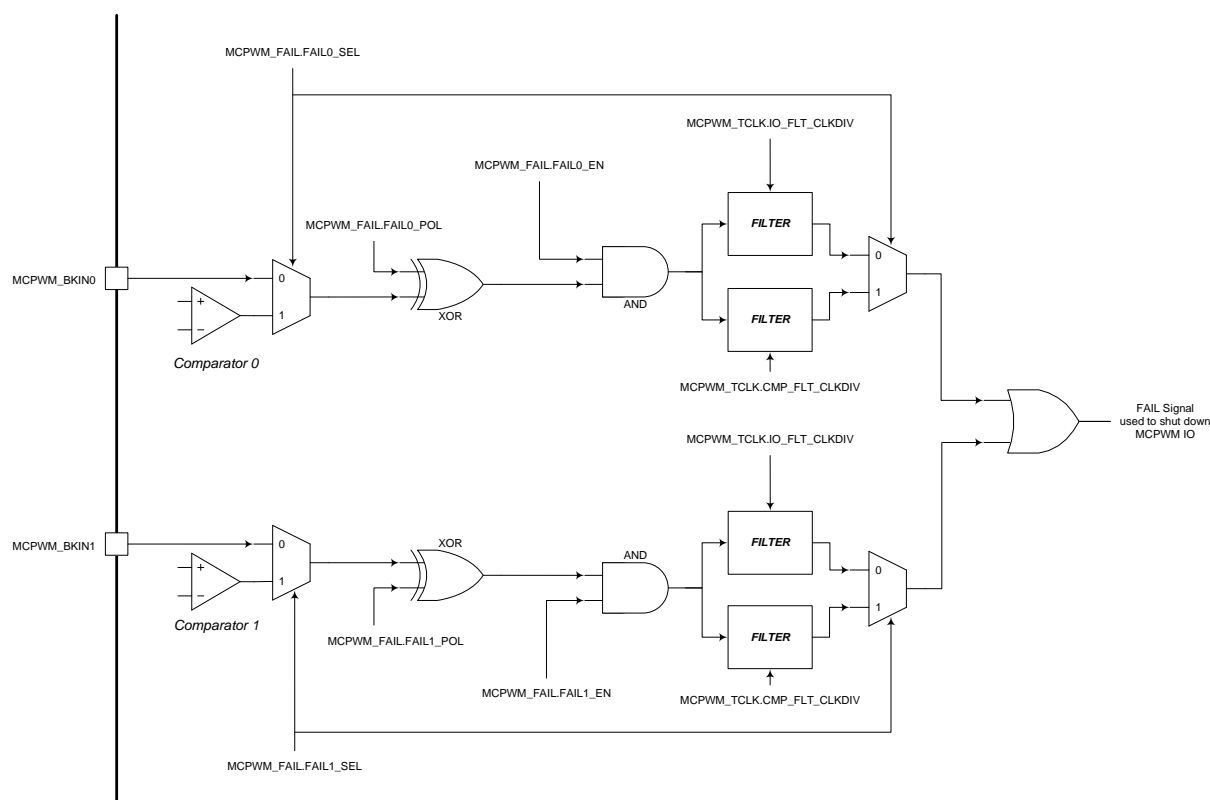 MCPWM_FAIL.FAIL0_SEL
MCPWM_TCLK.IO_FLT_CLKDIV
MCPWM_FAIL.FAIL0_EN
MCPWM_FAIL.FAIL0_POL
FILTER
0
1
MCPWM_BKIN0
0
1
+
−
XOR
AND
FILTER
Comparator 0
MCPWM_TCLK.CMP_FLT_CLKDIV
FAIL Signal
used to shut down
MCPWM IO
MCPWM_TCLK.IO_FLT_CLKDIV
MCPWM_BKIN1
0
1
+
−
XOR
AND
FILTER
0
1
Comparator 1
FILTER
MCPWM_FAIL.FAIL1_POL
MCPWM_FAIL.FAIL1_EN
MCPWM_TCLK.CMP_FLT_CLKDIV
MCPWM_FAIL.FAIL1_SEL